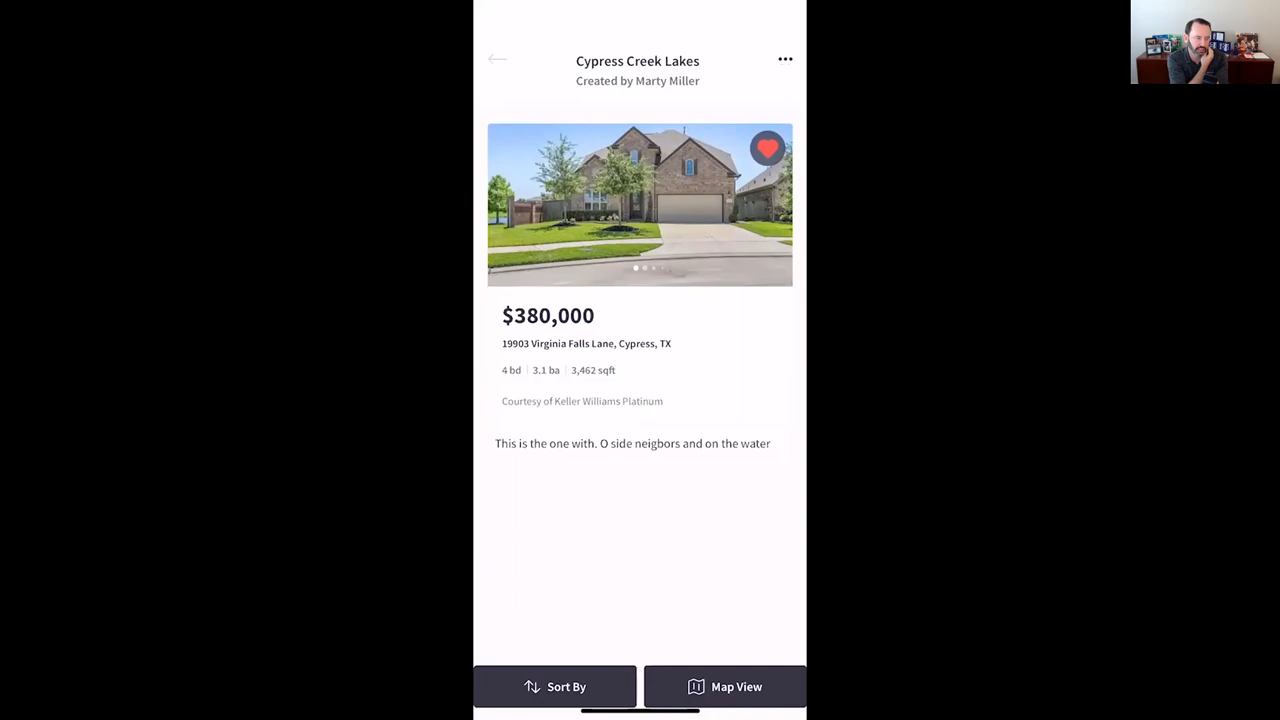 Cypress Creek Lakes
Created by Marty Miller
$380,000
19903 Virginia Falls Lane, Cypress, TX
4 bd | 3.1 ba | 3,462 sqft
Courtesy of Keller Williams Platinum
This is the one with. O side neigbors and on the water
Sort By
Map View